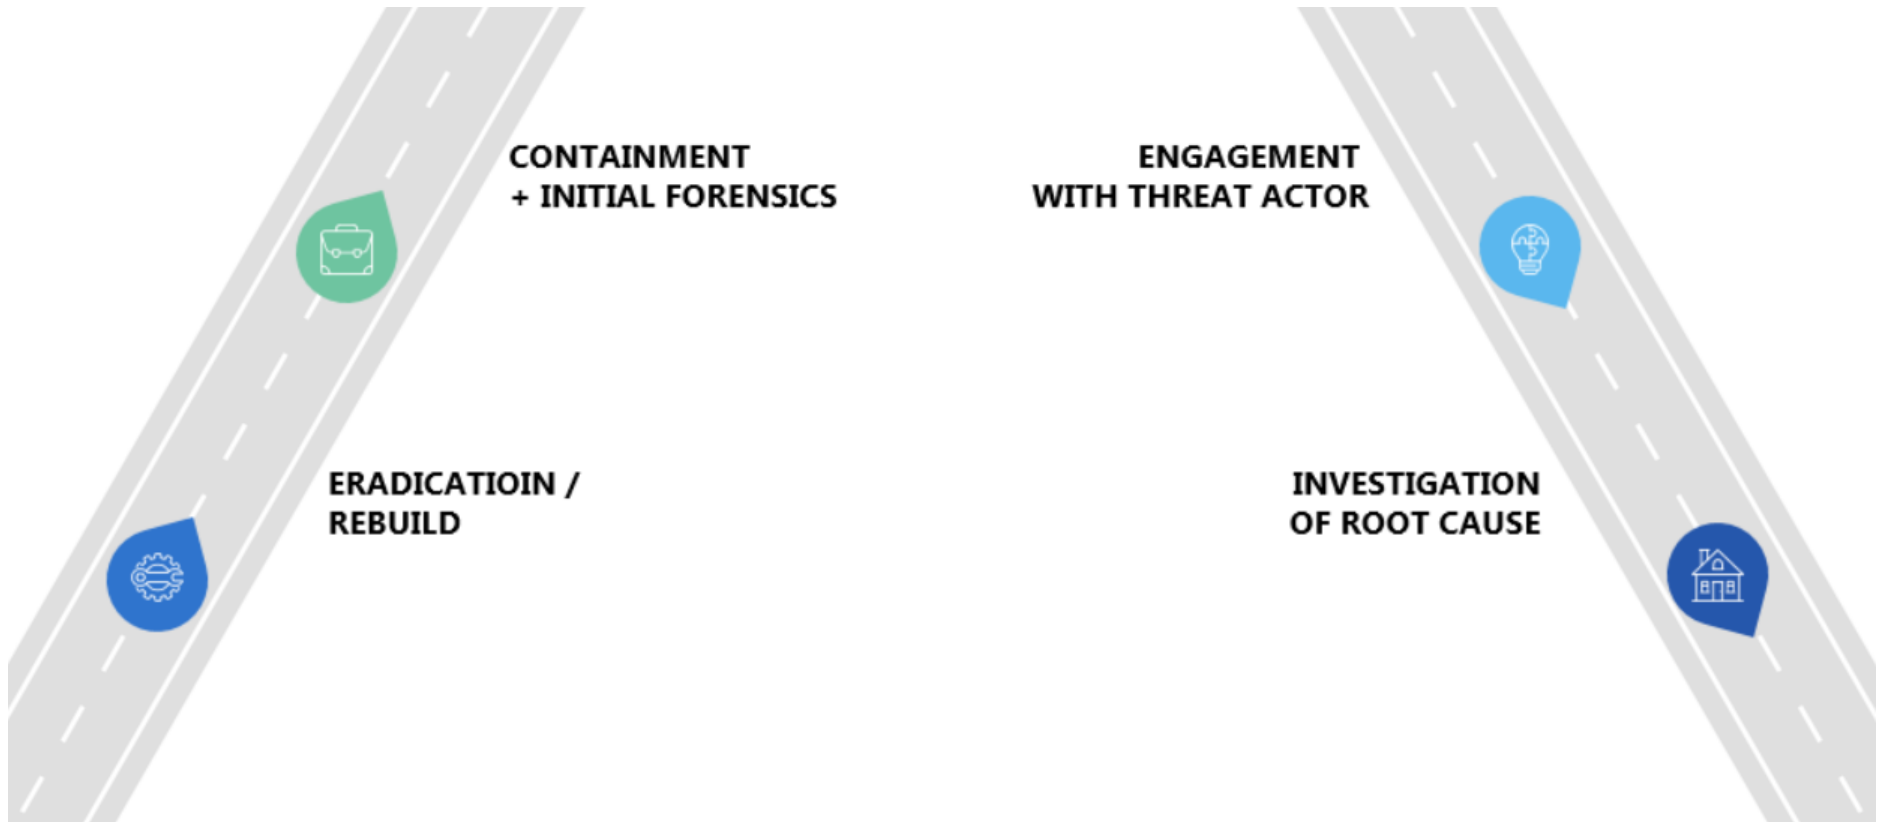 CONTAINMENT
+ INITIAL FORENSICS
ENGAGEMENT
WITH THREAT ACTOR
ERADICATIOIN /
REBUILD
INVESTIGATION
OF ROOT CAUSE